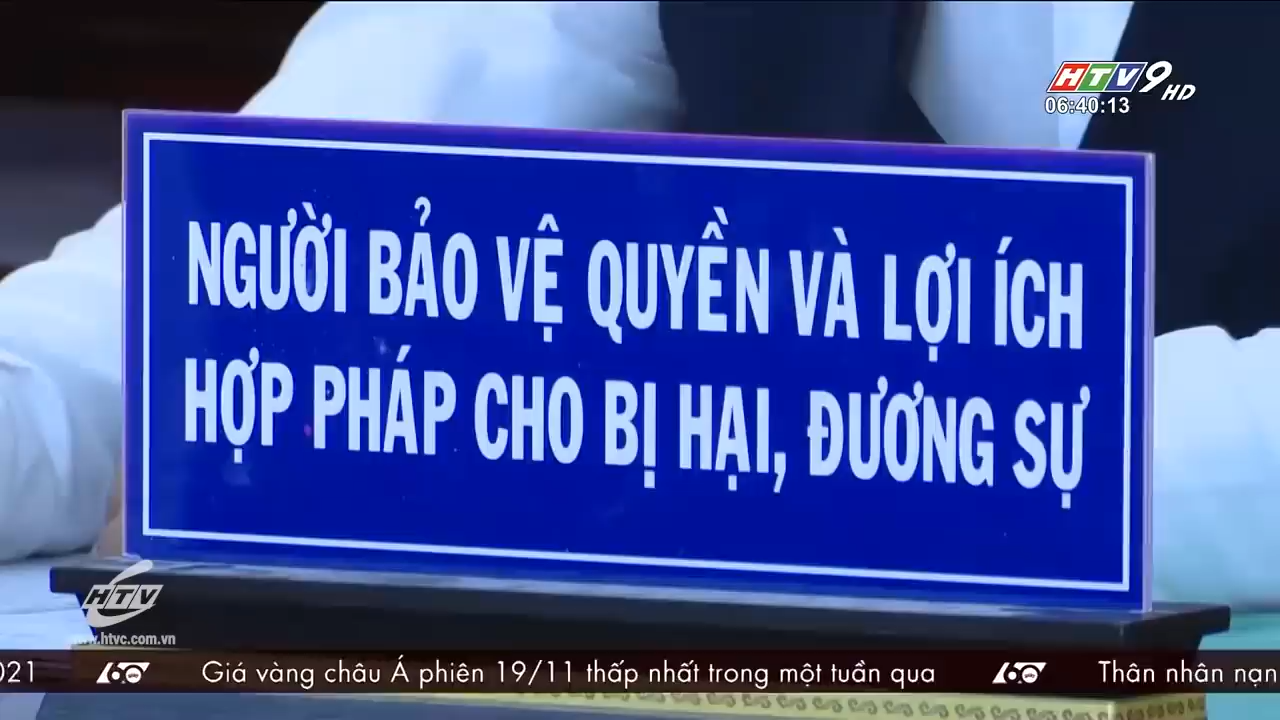 HTV9 HD
06:40:13
NGƯỜI BẢO VỆ QUYỀN VÀ LỢI ÍCH
HỢP PHÁP CHO BỊ HẠI, ĐƯƠNG SỰ
HTV
www.htvc.com.vn
021 60 Giá vàng châu Á phiên 19/11 thấp nhất trong một tuần qua 60 Thân nhân nạn